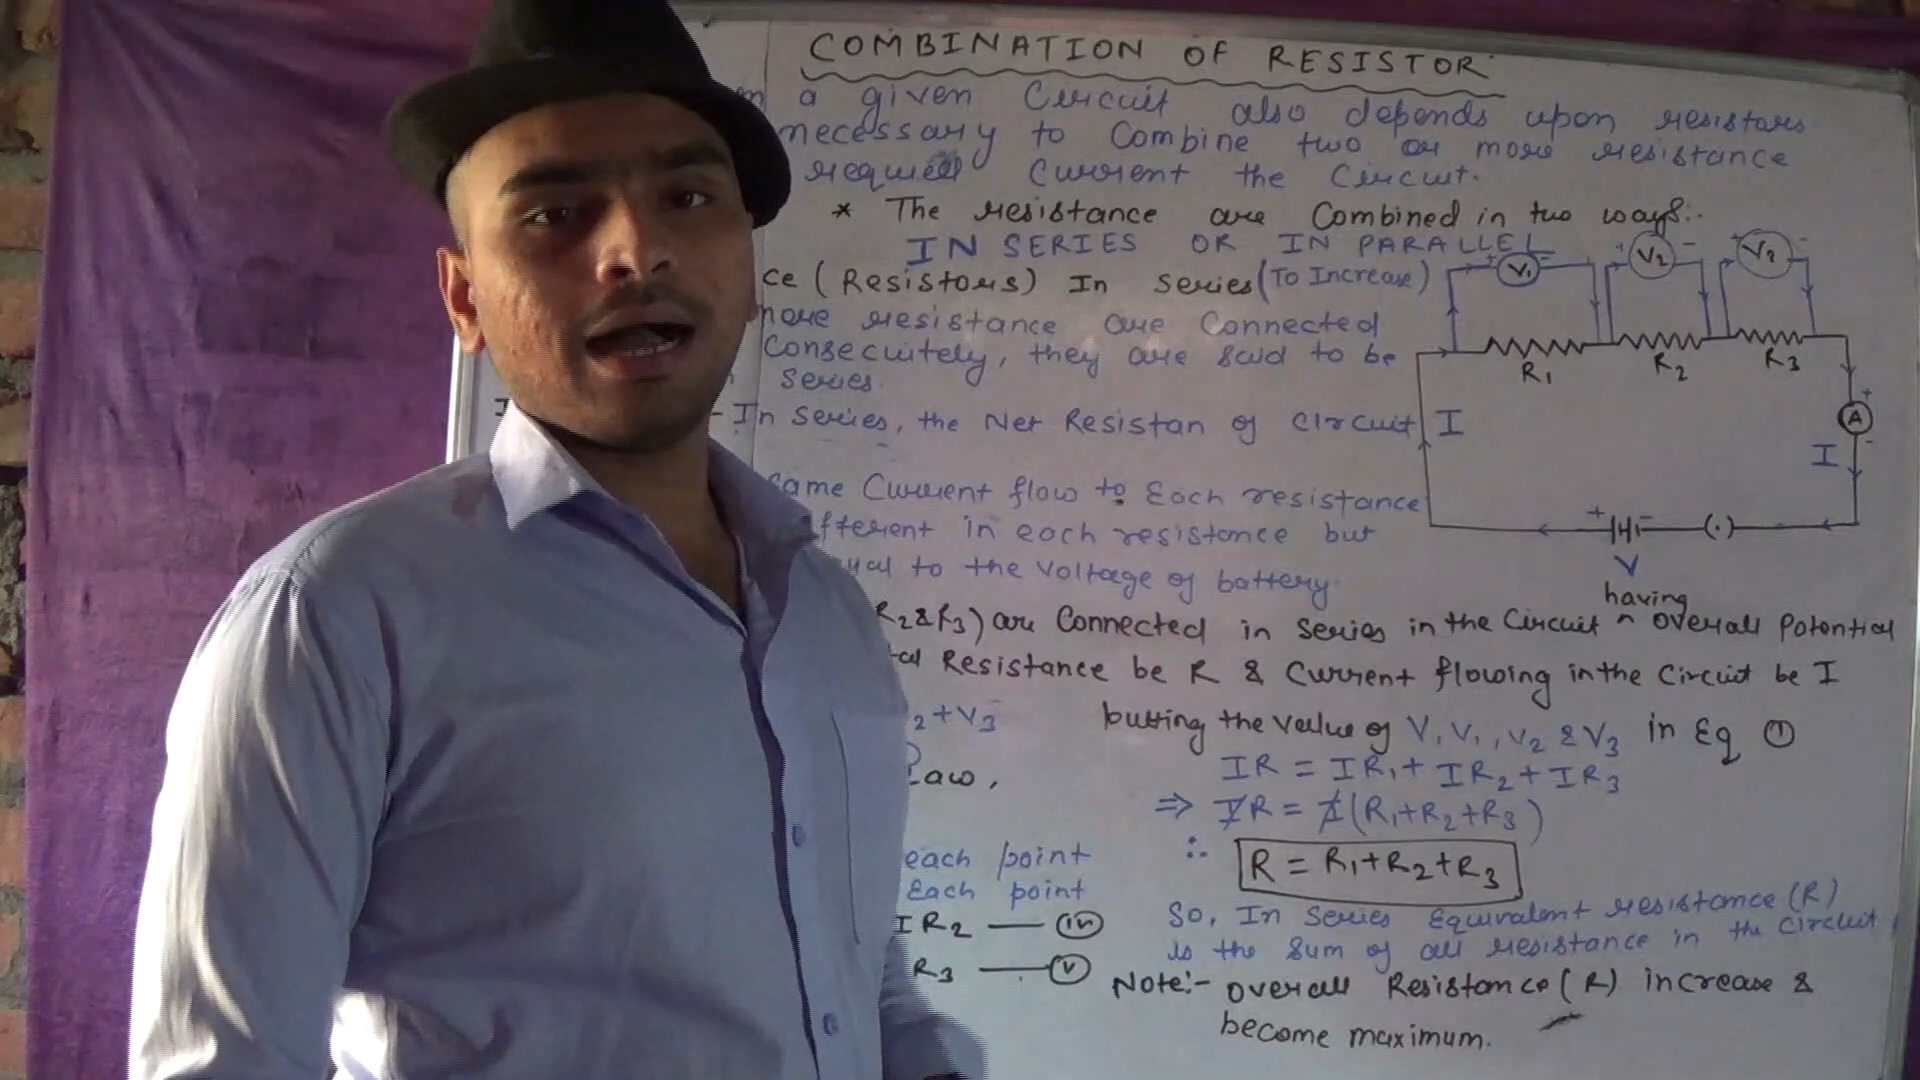 COMBINATION OF RESISTOR
a given Circuit also depends upon resistors
necessary to Combine two or more resistance
required current the Circuit.
* The resistance are Combined in two ways:-
IN SERIES OR IN PARALLEL
ce (Resistors) In series (To Increase)
more resistance are Connected
Consecuitely, they are said to be
series.
- In series, the Net Resistan of circuit
Same Current flow to Each resistance
fferent in each resistance but
ual to the voltage of battery.
V1 V2 V3
R1 R2 R3
+ A -
I I
+ -
V
having
R2 & R3) are Connected in series in the Circuit ^ overall Potential
tal Resistance be R & Current flowing in the Circuit be I
2 + V3
Law,
each point
Each point
IR2 — (iv)
R3 — (v)
putting the value of V, V1, V2 & V3 in Eq (1)
IR = IR1 + IR2 + IR3
⇒ IR = I(R1+R2+R3)
∴ R = R1+R2+R3
So, In series Equivalent resistance (R)
is the sum of all resistance in the circuit
Note:- overall Resistance (R) increase &
become maximum.